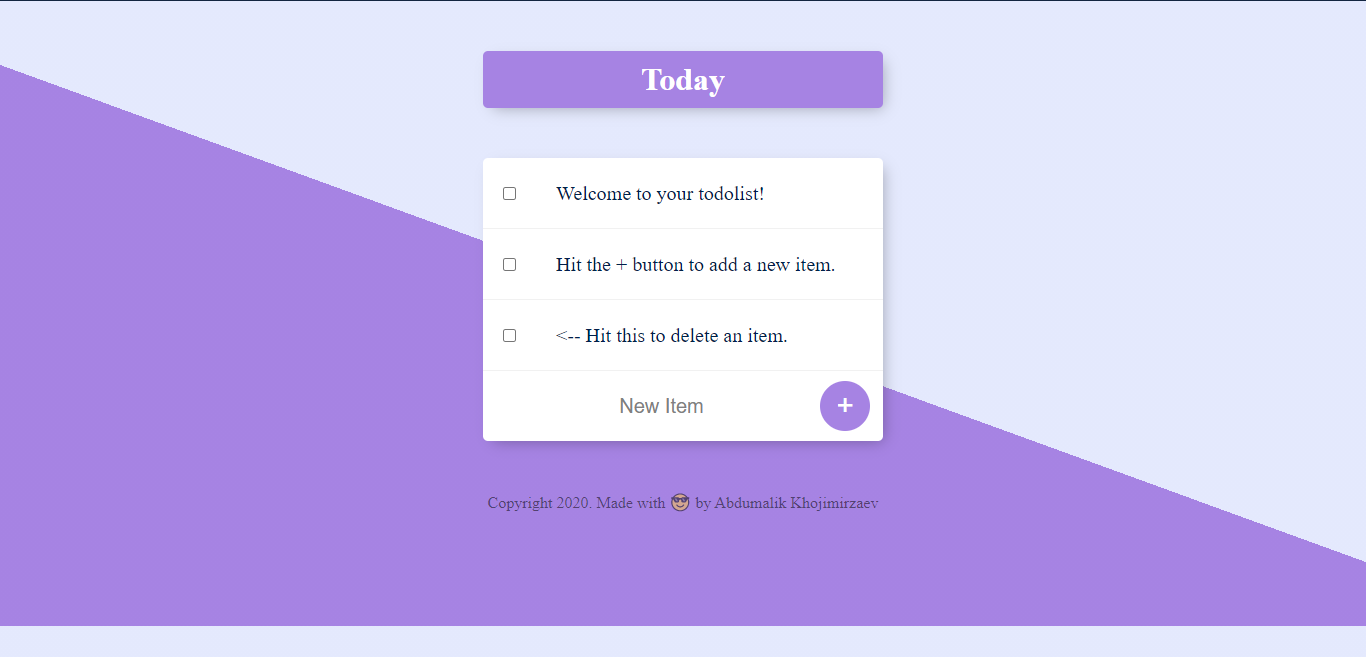 Today
Welcome to your todolist!
Hit the + button to add a new item.
<-- Hit this to delete an item.
New Item +
Copyright 2020. Made with 😎 by Abdumalik Khojimirzaev